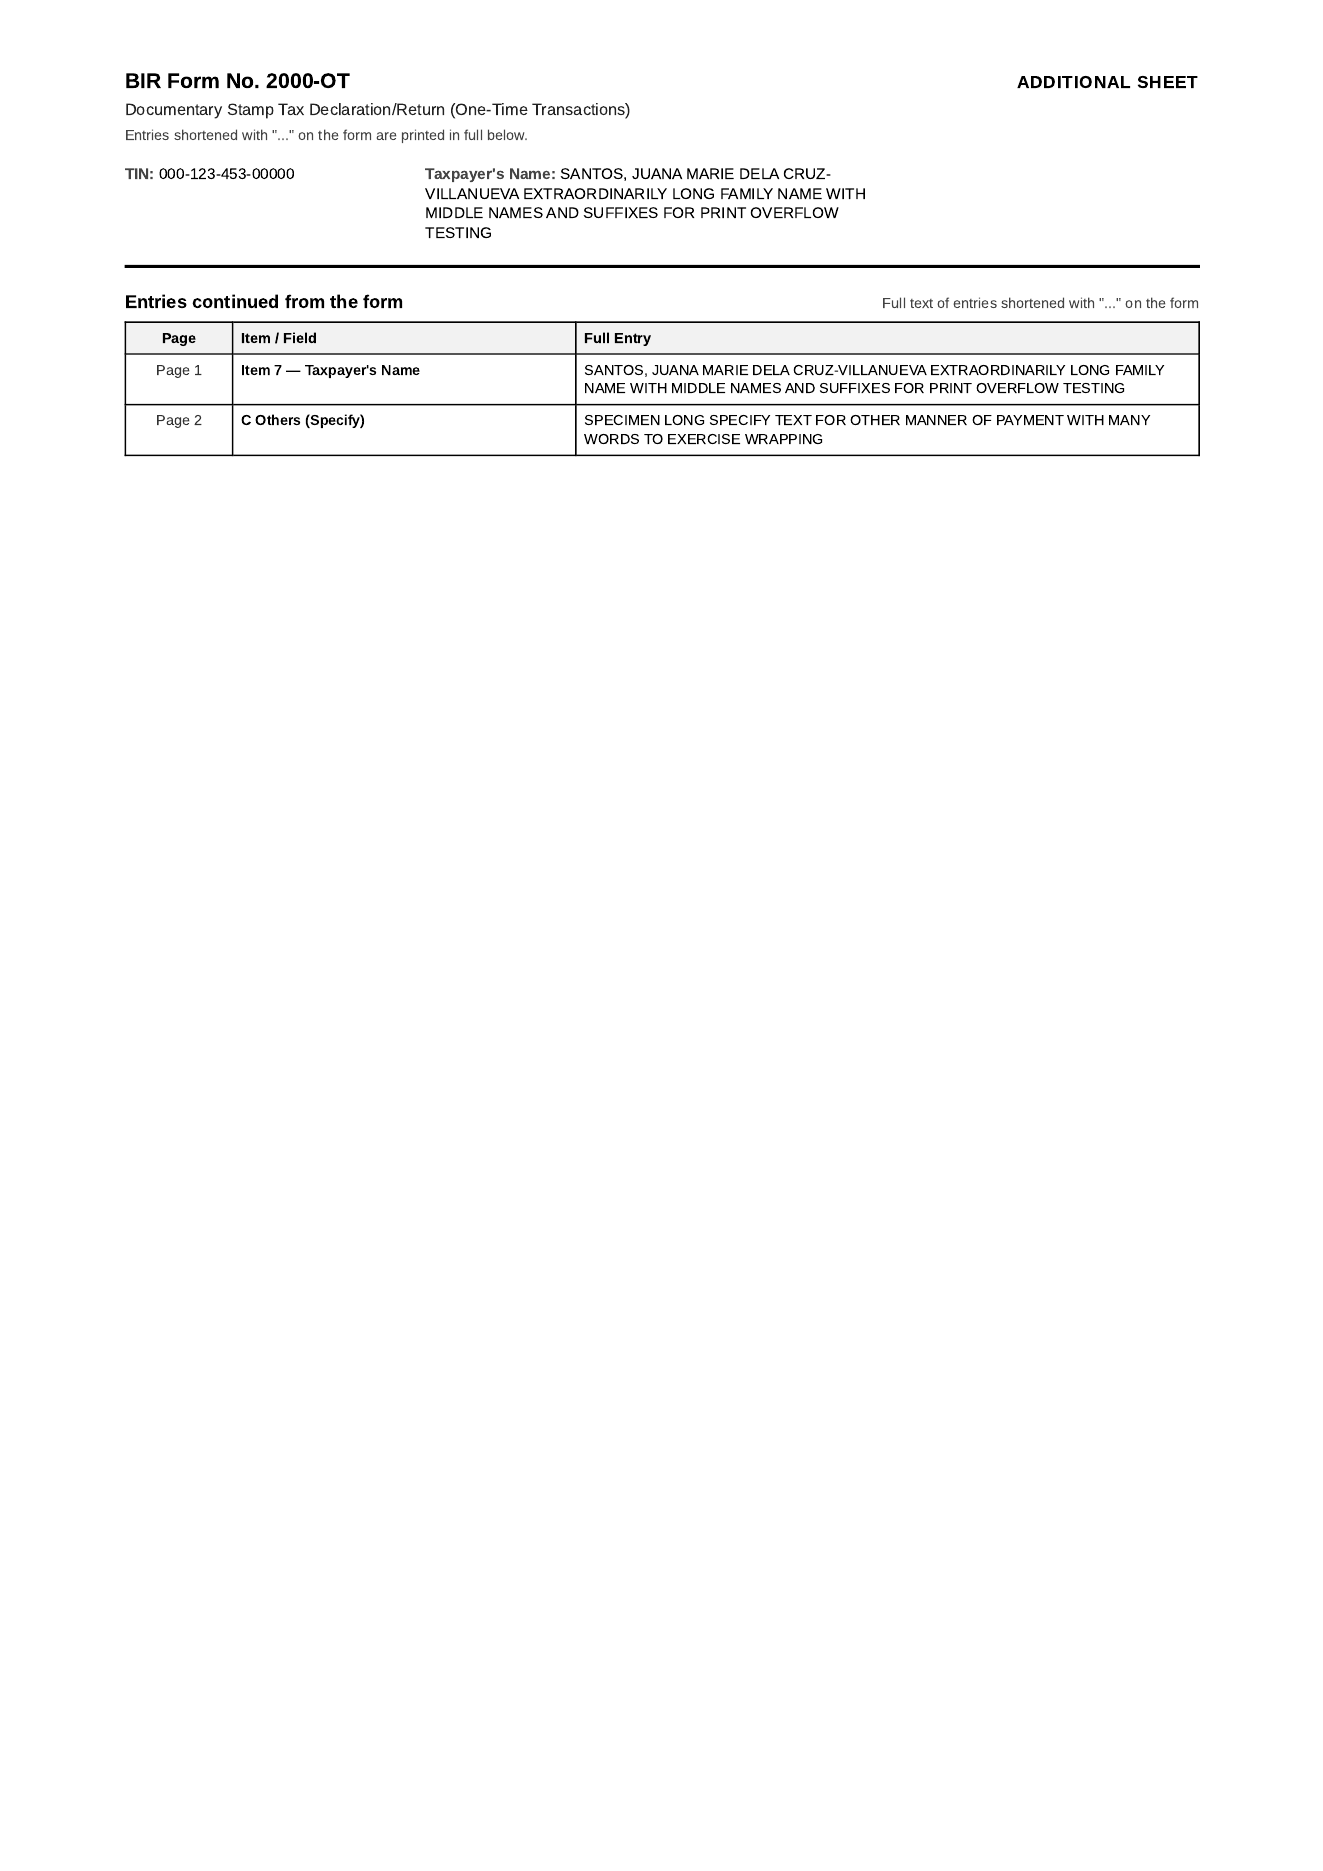 BIR Form No. 2000-OT
ADDITIONAL SHEET
Documentary Stamp Tax Declaration/Return (One-Time Transactions)
Entries shortened with "..." on the form are printed in full below.
TIN: 000-123-453-00000
Taxpayer's Name: SANTOS, JUANA MARIE DELA CRUZ-
VILLANUEVA EXTRAORDINARILY LONG FAMILY NAME WITH
MIDDLE NAMES AND SUFFIXES FOR PRINT OVERFLOW
TESTING
Entries continued from the form
Full text of entries shortened with "..." on the form
Page Item / Field Full Entry
Page 1 Item 7 — Taxpayer's Name SANTOS, JUANA MARIE DELA CRUZ-VILLANUEVA EXTRAORDINARILY LONG FAMILY
NAME WITH MIDDLE NAMES AND SUFFIXES FOR PRINT OVERFLOW TESTING
Page 2 C Others (Specify) SPECIMEN LONG SPECIFY TEXT FOR OTHER MANNER OF PAYMENT WITH MANY
WORDS TO EXERCISE WRAPPING